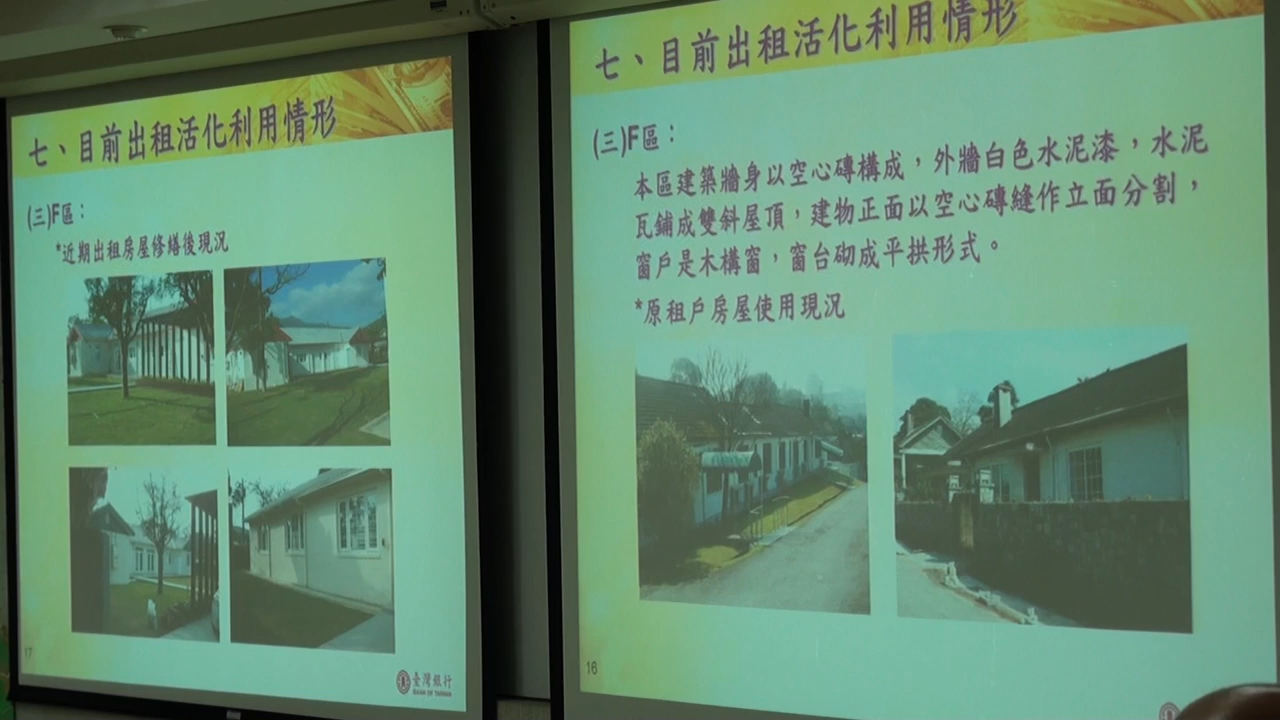 七、目前出租活化利用情形
(三)F區：
*近期出租房屋修繕後現況
17
臺灣銀行
BANK OF TAIWAN
七、目前出租活化利用情形
(三)F區：
本區建築牆身以空心磚構成，外牆白色水泥漆，水泥
瓦鋪成雙斜屋頂，建物正面以空心磚縫作立面分割，
窗戶是木構窗，窗台砌成平拱形式。
*原租戶房屋使用現況
16